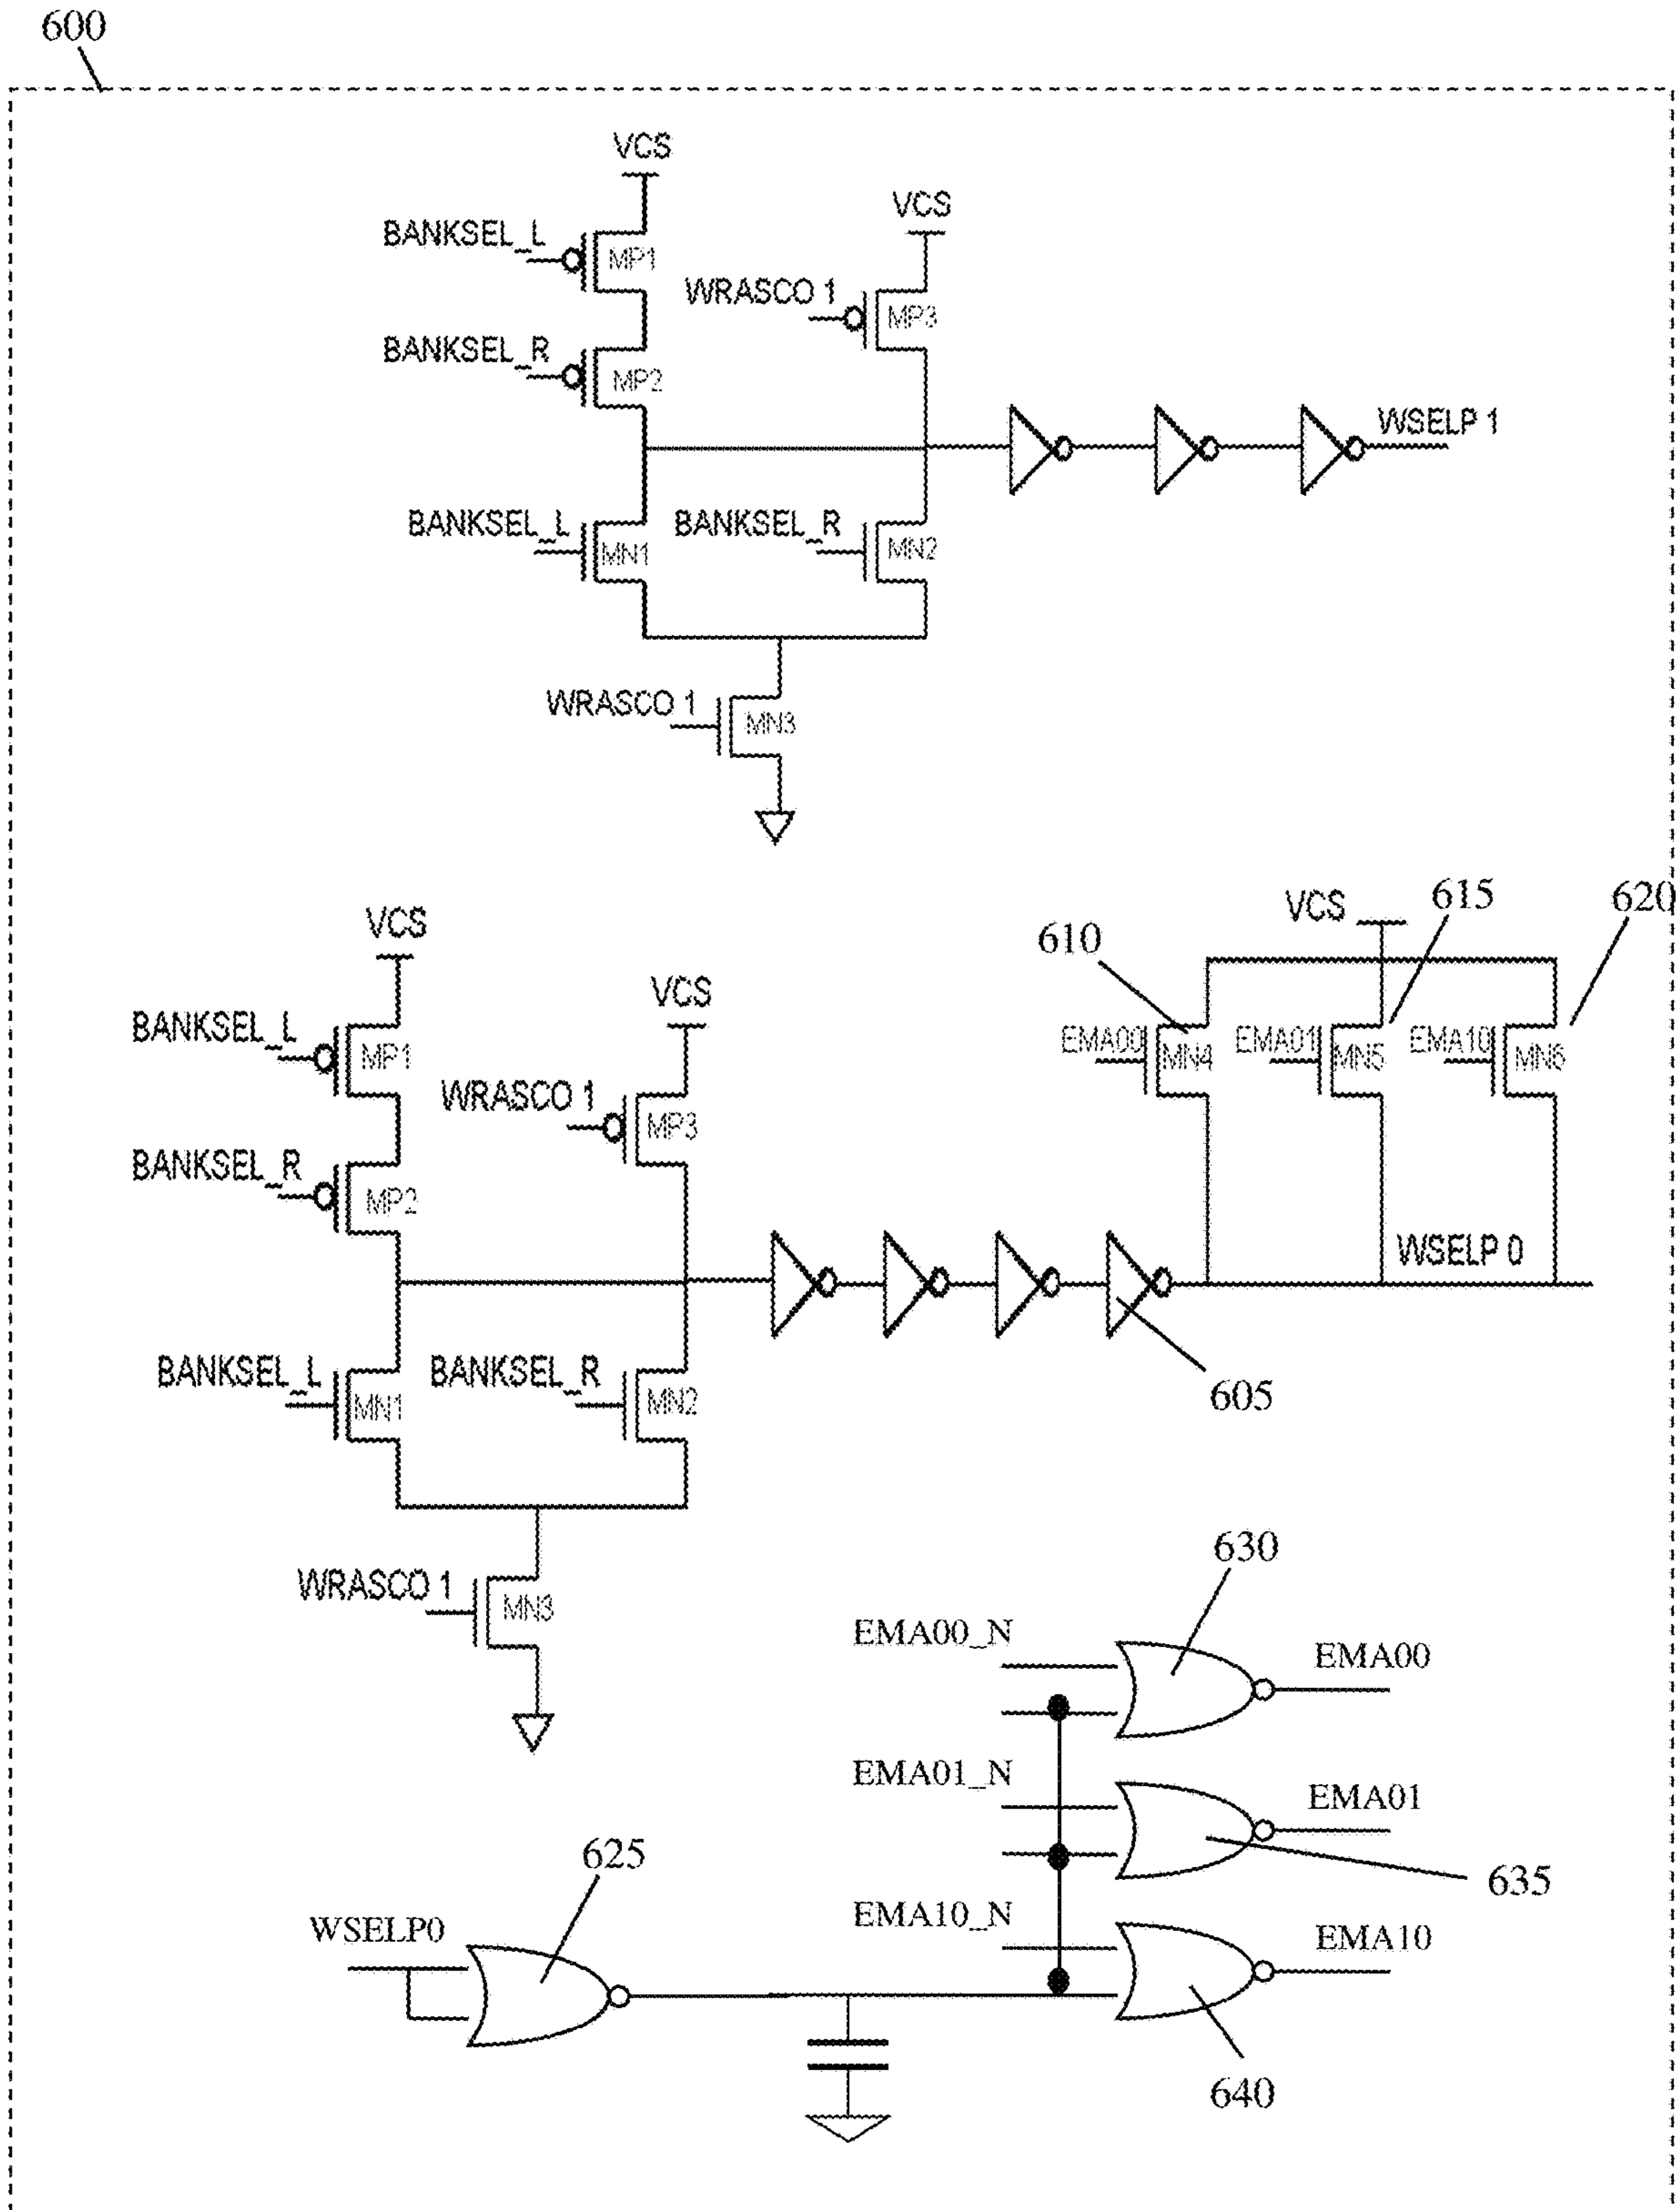 600
VCS
BANKSEL_L
MP1
VCS
WRASCO 1
MP3
BANKSEL_R
MP2
WSELP 1
BANKSEL_L
MN1
BANKSEL_R
MN2
WRASCO 1
MN3
VCS
615
620
610
VCS
VCS
BANKSEL_L
MP1
EMA00
MN4
EMA01
MN5
EMA10
MN6
WRASCO 1
MP3
BANKSEL_R
MP2
WSELP 0
605
BANKSEL_L
MN1
BANKSEL_R
MN2
WRASCO 1
MN3
630
EMA00_N
EMA00
EMA01_N
EMA01
625
635
WSELP0
EMA10_N
EMA10
640